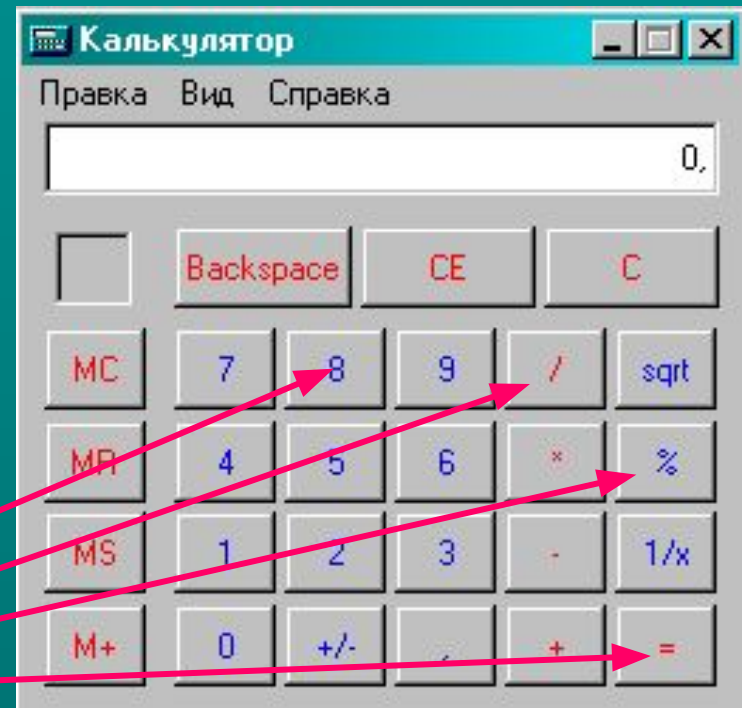 Калькулятор
Правка Вид Справка
0,
Backspace CE C
MC 7 8 9 / sqrt
MR 4 5 6 * %
MS 1 2 3 - 1/x
M+ 0 +/- , + =